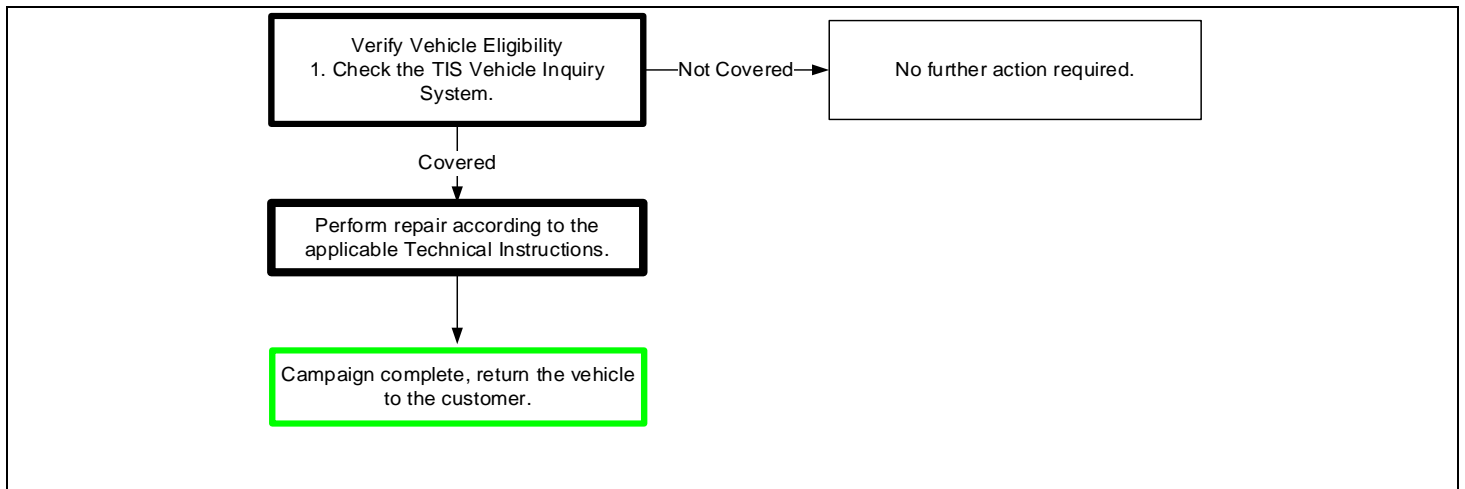 Verify Vehicle Eligibility
1. Check the TIS Vehicle Inquiry
System.
Not Covered
No further action required.
Covered
Perform repair according to the
applicable Technical Instructions.
Campaign complete, return the vehicle
to the customer.